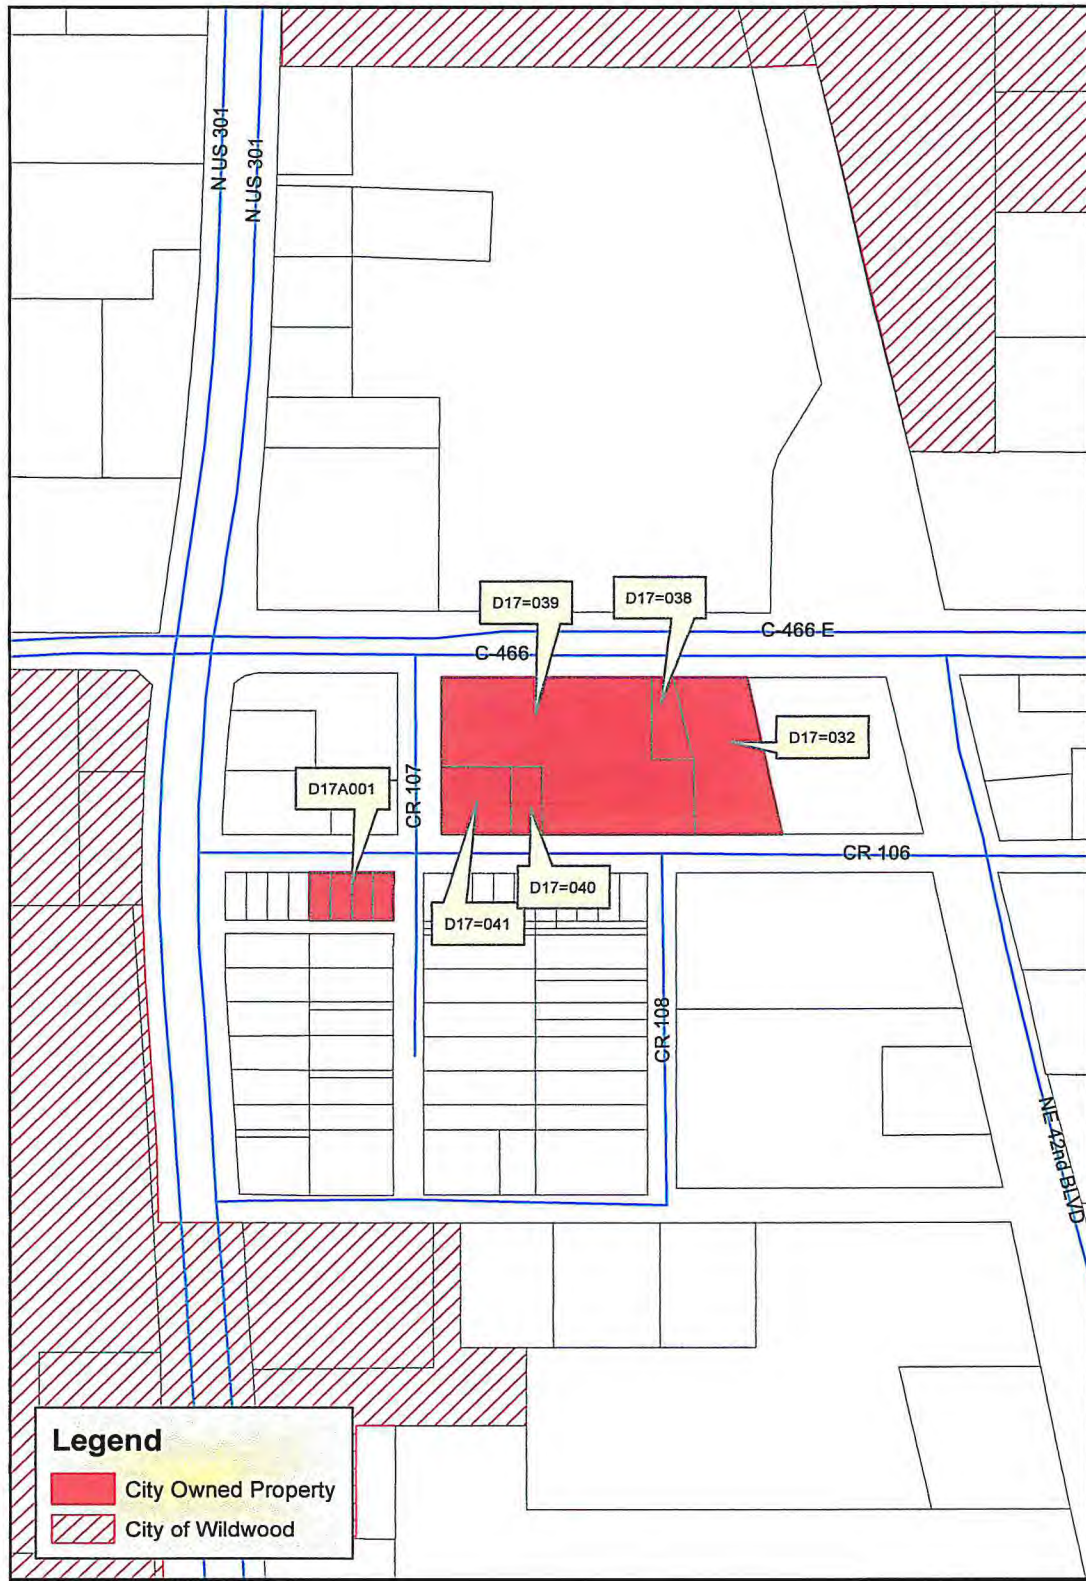 N US 301
N US 301
D17=039
D17=038
C-466 E
C-466
D17=032
D17A001
CR 107
CR 106
D17=040
D17=041
CR 108
NE 42nd BLVD
Legend
City Owned Property
City of Wildwood